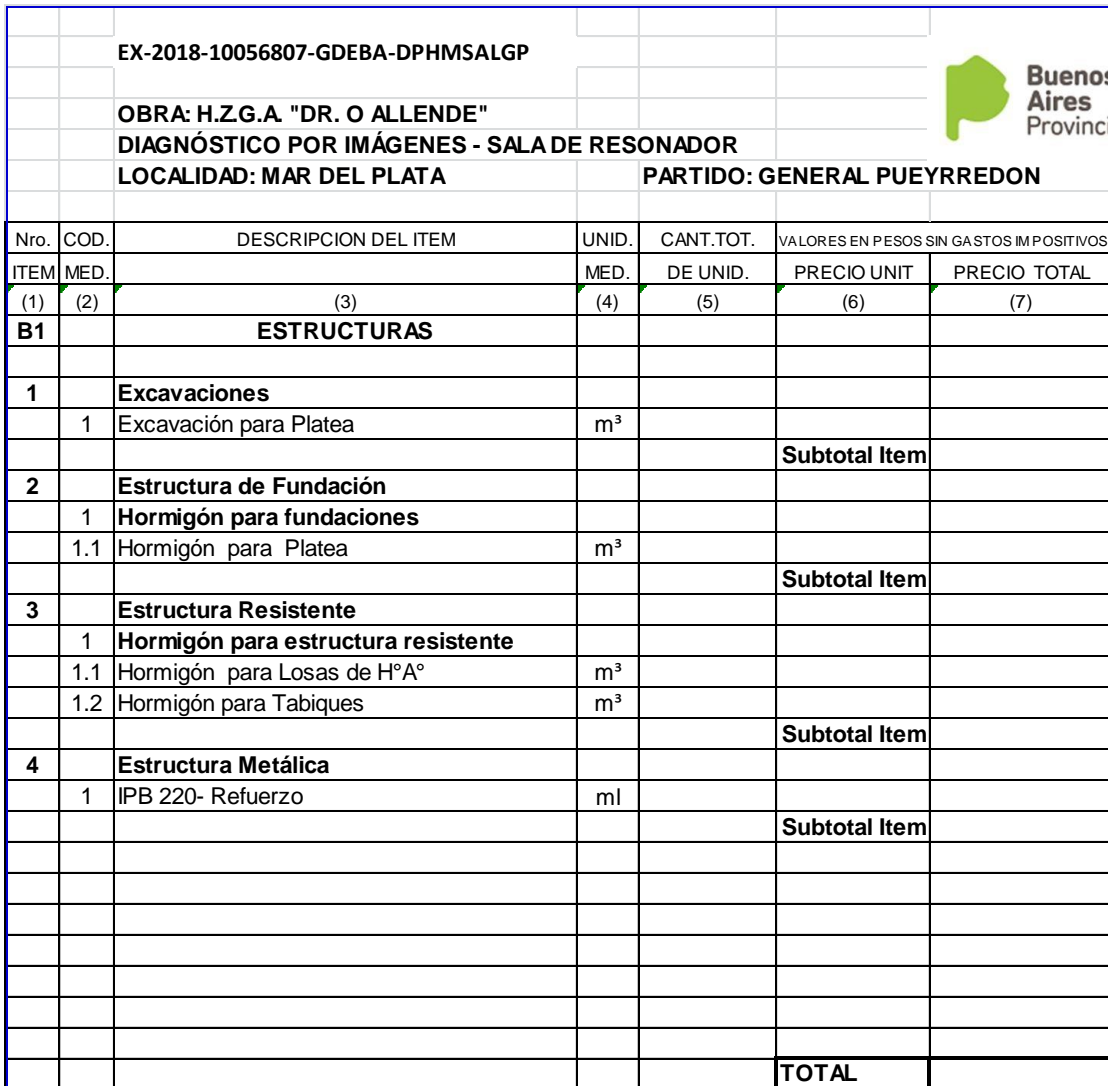 EX-2018-10056807-GDEBA-DPHMSALGP
Buenos
Aires
Provinci
OBRA: H.Z.G.A. "DR. O ALLENDE"
DIAGNÓSTICO POR IMÁGENES - SALA DE RESONADOR
LOCALIDAD: MAR DEL PLATA PARTIDO: GENERAL PUEYRREDON
Nro. COD. DESCRIPCION DEL ITEM UNID. CANT.TOT. VALORES EN PESOS SIN GASTOS IMPOSITIVOS
ITEM MED. MED. DE UNID. PRECIO UNIT PRECIO TOTAL
(1) (2) (3) (4) (5) (6) (7)
B1 ESTRUCTURAS
1 Excavaciones
1 Excavación para Platea m³
Subtotal Item
2 Estructura de Fundación
1 Hormigón para fundaciones
1.1 Hormigón para Platea m³
Subtotal Item
3 Estructura Resistente
1 Hormigón para estructura resistente
1.1 Hormigón para Losas de H°A° m³
1.2 Hormigón para Tabiques m³
Subtotal Item
4 Estructura Metálica
1 IPB 220- Refuerzo ml
Subtotal Item
TOTAL